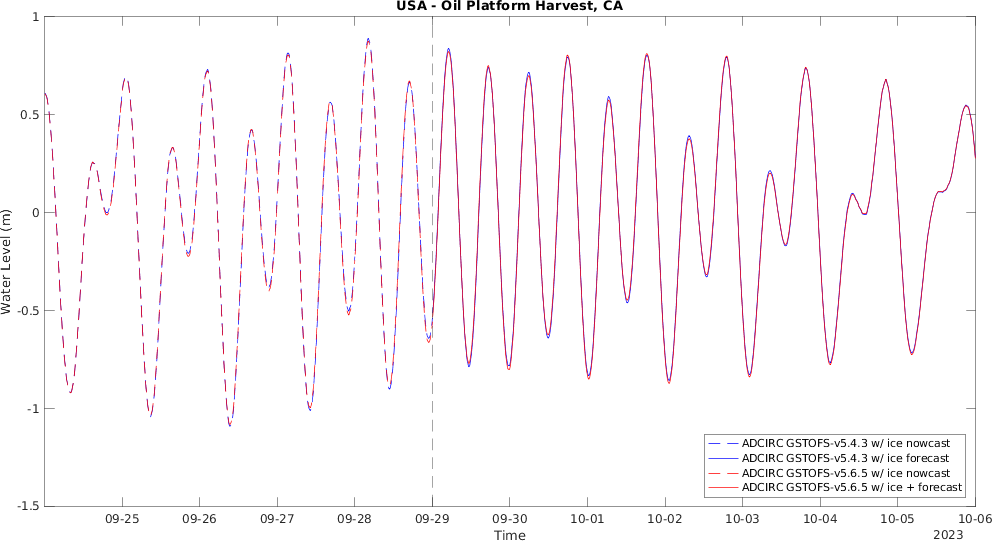 USA - Oil Platform Harvest, CA
Water Level (m)
1
0.5
0
-0.5
-1
-1.5
ADCIRC GSTOFS-v5.4.3 w/ ice nowcast
ADCIRC GSTOFS-v5.4.3 w/ ice forecast
ADCIRC GSTOFS-v5.6.5 w/ ice nowcast
ADCIRC GSTOFS-v5.6.5 w/ ice + forecast
09-25 09-26 09-27 09-28 09-29 09-30 10-01 10-02 10-03 10-04 10-05 10-06
Time
2023